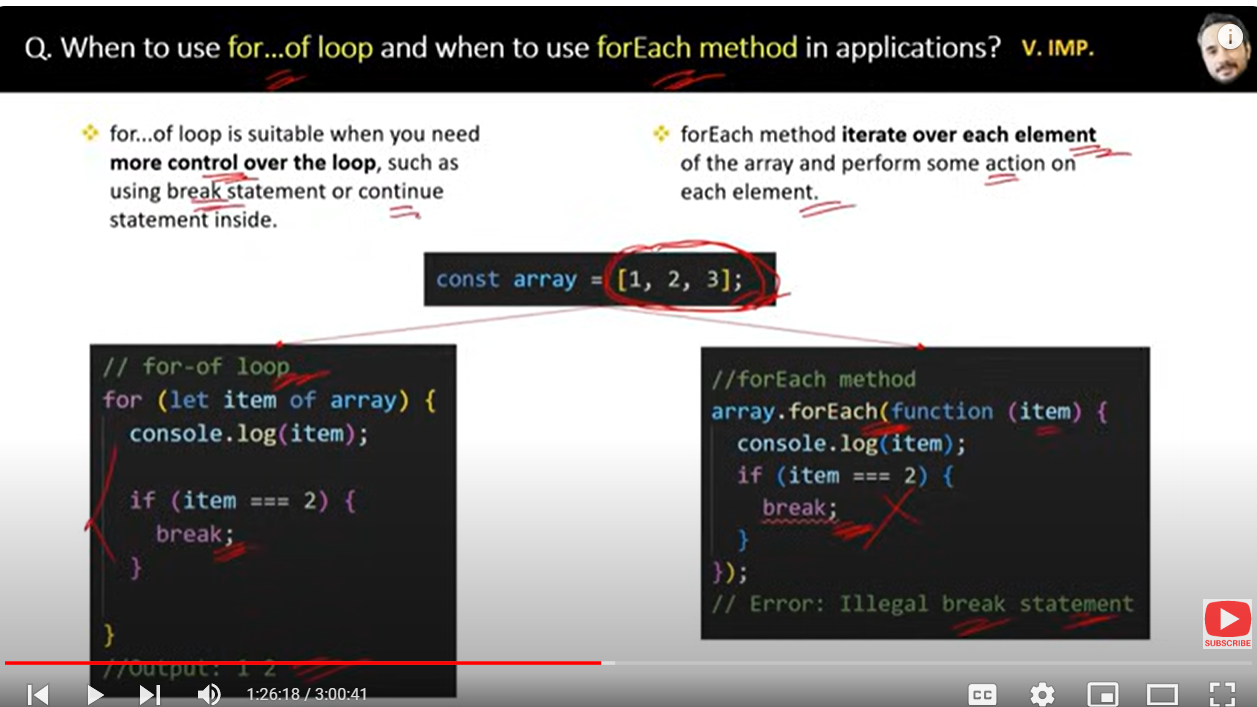 Q. When to use for...of loop and when to use forEach method in applications? V. IMP.
for...of loop is suitable when you need
more control over the loop, such as
using break statement or continue
statement inside.
forEach method iterate over each element
of the array and perform some action on
each element.
const array = [1, 2, 3];
// for-of loop
for (let item of array) {
console.log(item);
if (item === 2) {
break;
}
}
//Output: 1 2
//forEach method
array.forEach(function (item) {
console.log(item);
if (item === 2) {
break;
}
});
// Error: Illegal break statement
SUBSCRIBE
1:26:18 / 3:00:41
CC